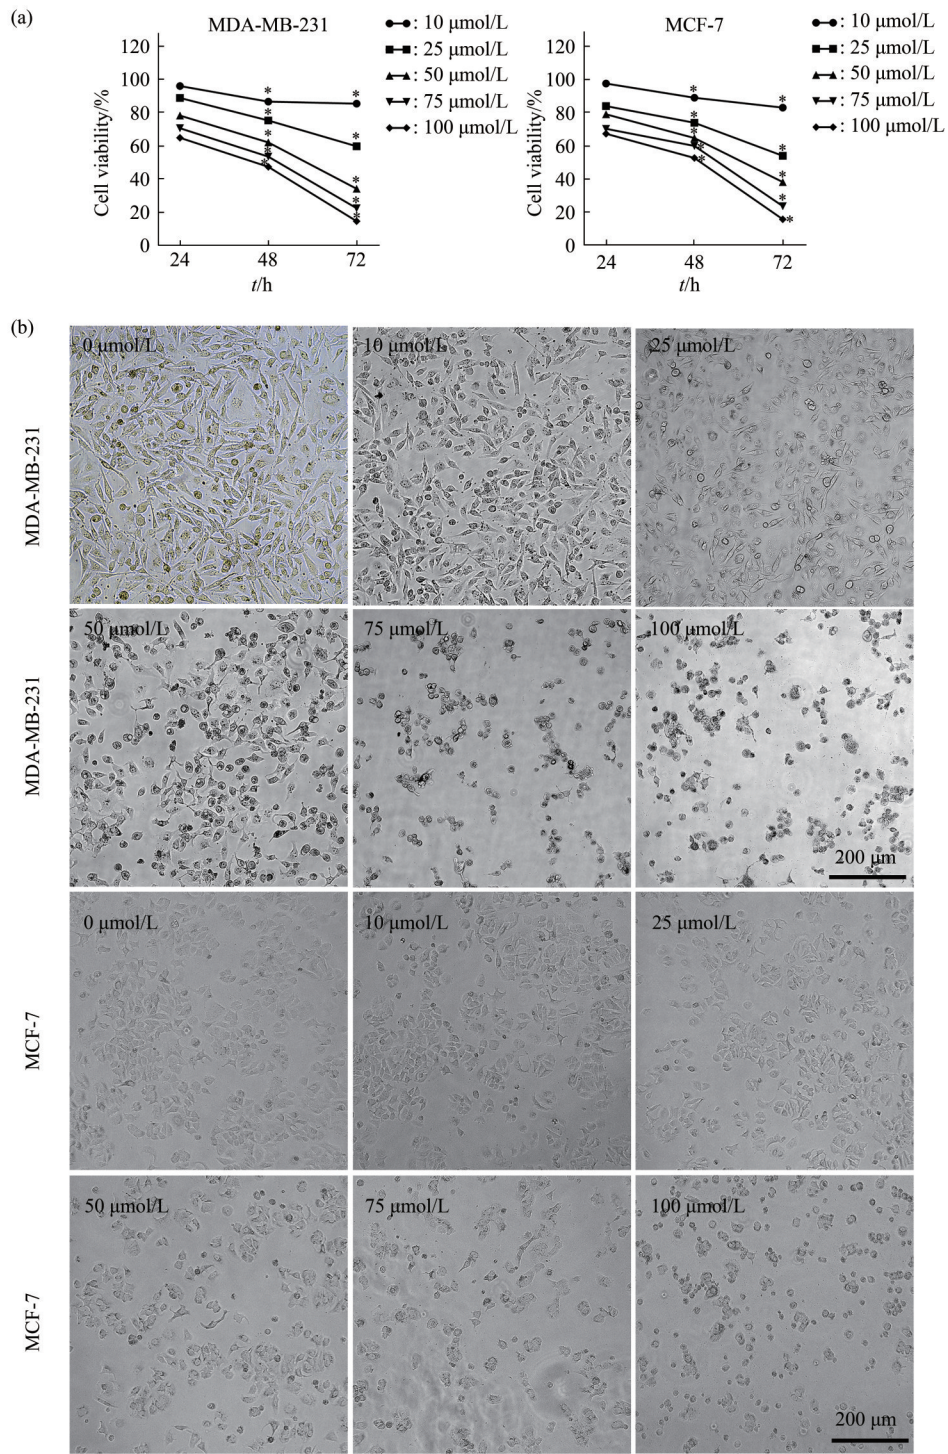 (a)
MDA-MB-231
120
100
80
60
40
20
0
Cell viability/%
24 48 72
t/h
* * * * * * * * * *
: 10 μmol/L
: 25 μmol/L
: 50 μmol/L
: 75 μmol/L
: 100 μmol/L
MCF-7
120
100
80
60
40
20
0
Cell viability/%
24 48 72
t/h
* * * * * * * * * *
: 10 μmol/L
: 25 μmol/L
: 50 μmol/L
: 75 μmol/L
: 100 μmol/L
(b)
MDA-MB-231
0 μmol/L 10 μmol/L 25 μmol/L
MDA-MB-231
50 μmol/L 75 μmol/L 100 μmol/L
200 μm
MCF-7
0 μmol/L 10 μmol/L 25 μmol/L
MCF-7
50 μmol/L 75 μmol/L 100 μmol/L
200 μm